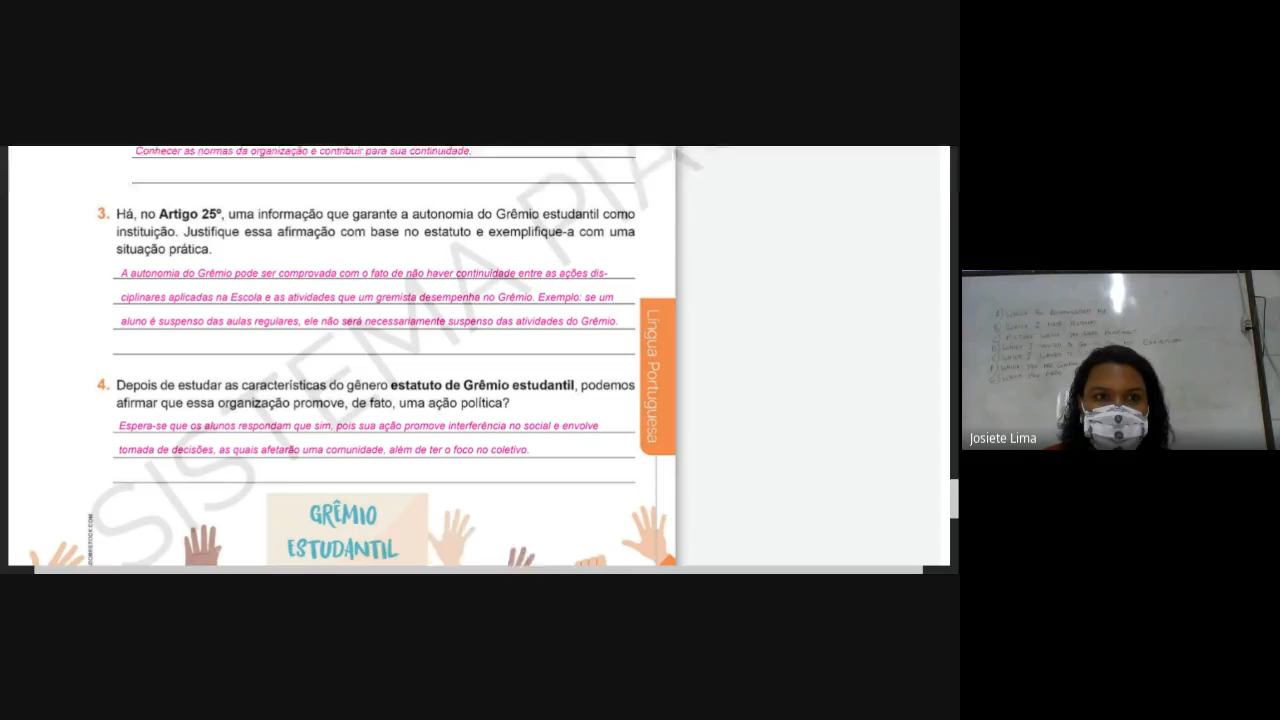 Conhecer as normas da organização e contribuir para sua continuidade.
3. Há, no Artigo 25º, uma informação que garante a autonomia do Grêmio estudantil como
instituição. Justifique essa afirmação com base no estatuto e exemplifique-a com uma
situação prática.
A autonomia do Grêmio pode ser comprovada com o fato de não haver continuidade entre as ações dis-
ciplinares aplicadas na Escola e as atividades que um gremista desempenha no Grêmio. Exemplo: se um
aluno é suspenso das aulas regulares, ele não será necessariamente suspenso das atividades do Grêmio.
4. Depois de estudar as características do gênero estatuto de Grêmio estudantil, podemos
afirmar que essa organização promove, de fato, uma ação política?
Espera-se que os alunos respondam que sim, pois sua ação promove interferência no social e envolve
tomada de decisões, as quais afetarão uma comunidade, além de ter o foco no coletivo.
GRÊMIO
ESTUDANTIL
Língua Portuguesa
SISTEMA PIA
Josiete Lima